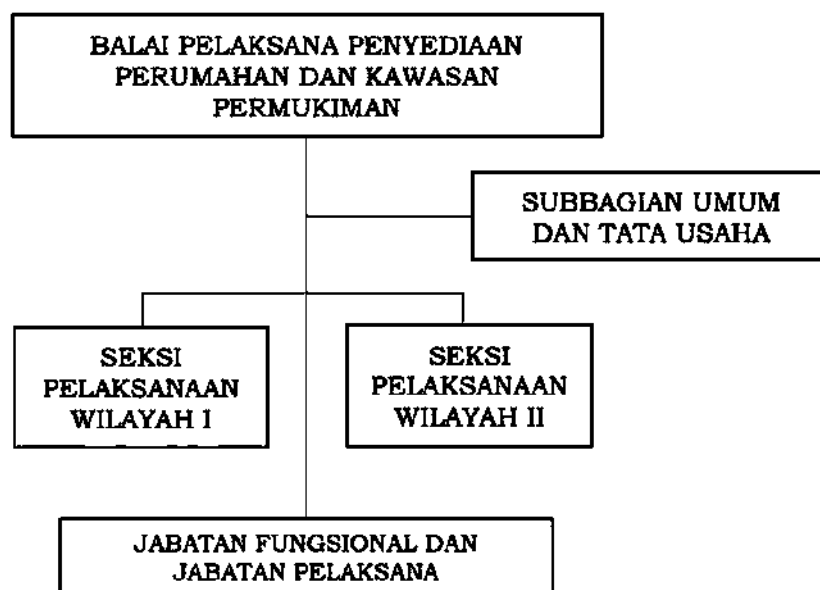 BALAI PELAKSANA PENYEDIAAN
PERUMAHAN DAN KAWASAN
PERMUKIMAN
SUBBAGIAN UMUM
DAN TATA USAHA
SEKSI
PELAKSANAAN
WILAYAH I
SEKSI
PELAKSANAAN
WILAYAH II
JABATAN FUNGSIONAL DAN
JABATAN PELAKSANA